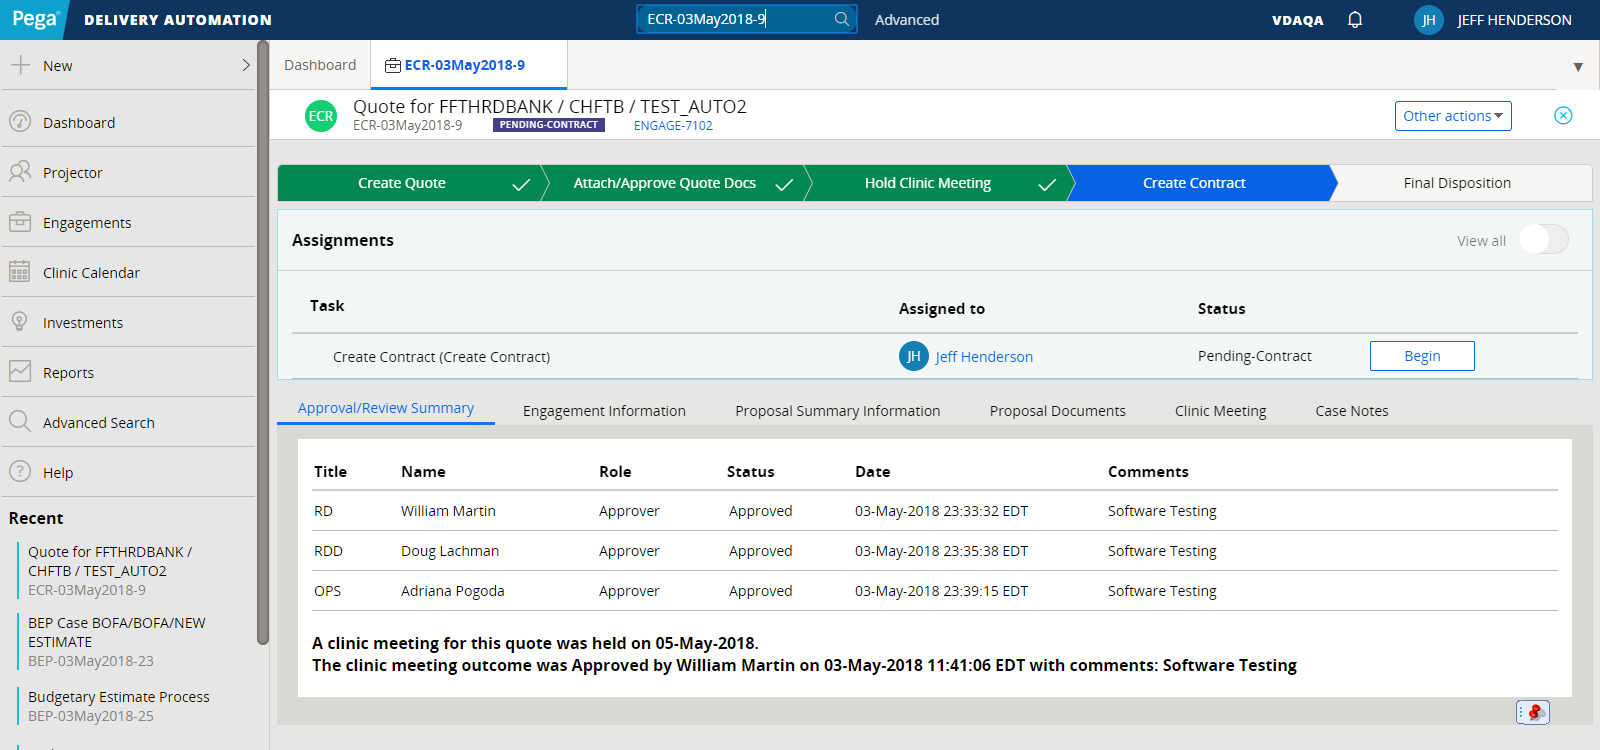 Pega DELIVERY AUTOMATION ECR-03May2018-9 Advanced VDAQA JH JEFF HENDERSON
New
Dashboard
Projector
Engagements
Clinic Calendar
Investments
Reports
Advanced Search
Help
Recent
Quote for FFTHRDBANK /
CHFTB / TEST_AUTO2
ECR-03May2018-9
BEP Case BOFA/BOFA/NEW
ESTIMATE
BEP-03May2018-23
Budgetary Estimate Process
BEP-03May2018-25
Dashboard ECR-03May2018-9
ECR Quote for FFTHRDBANK / CHFTB / TEST_AUTO2
ECR-03May2018-9 PENDING-CONTRACT ENGAGE-7102
Other actions
Create Quote Attach/Approve Quote Docs Hold Clinic Meeting Create Contract Final Disposition
Assignments View all
Task Assigned to Status
Create Contract (Create Contract) JH Jeff Henderson Pending-Contract Begin
Approval/Review Summary Engagement Information Proposal Summary Information Proposal Documents Clinic Meeting Case Notes
Title Name Role Status Date Comments
RD William Martin Approver Approved 03-May-2018 23:33:32 EDT Software Testing
RDD Doug Lachman Approver Approved 03-May-2018 23:35:38 EDT Software Testing
OPS Adriana Pogoda Approver Approved 03-May-2018 23:39:15 EDT Software Testing
A clinic meeting for this quote was held on 05-May-2018.
The clinic meeting outcome was Approved by William Martin on 03-May-2018 11:41:06 EDT with comments: Software Testing